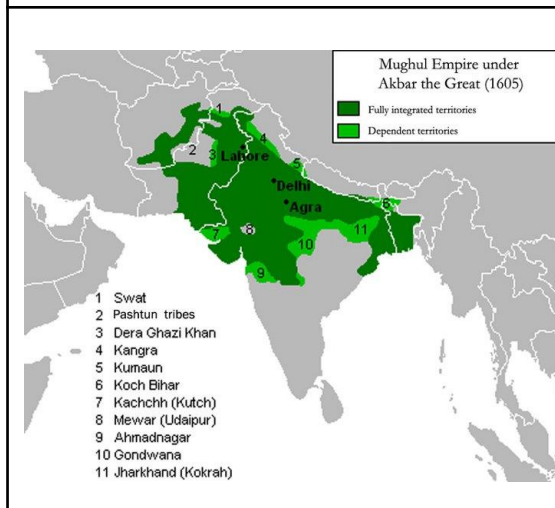 Mughul Empire under
Akbar the Great (1605)
Fully integrated territories
Dependent territories
1
4
2
3
Lahore
5
Delhi
Agra
6
7
8
10
11
9
1 Swat
2 Pashtun tribes
3 Dera Ghazi Khan
4 Kangra
5 Kumaun
6 Koch Bihar
7 Kachchh (Kutch)
8 Mewar (Udaipur)
9 Ahmadnagar
10 Gondwana
11 Jharkhand (Kokrah)